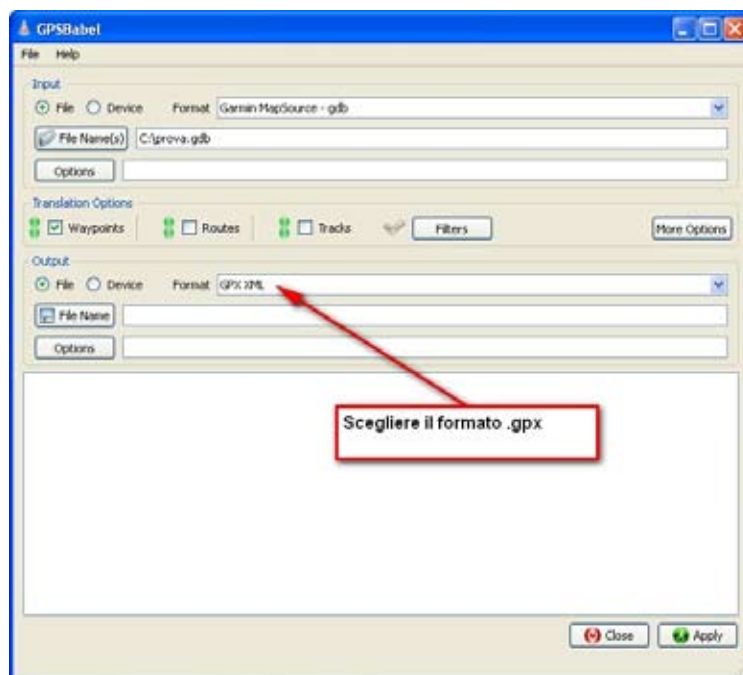 GPSBabel
File Help
Input
File Device Format Garmin MapSource - gdb
File Name(s) C:\prova.gdb
Options
Translation Options
Waypoints Routes Tracks Filters More Options
Output
File Device Format GPX XML
File Name
Options
Scegliere il formato .gpx
Close Apply